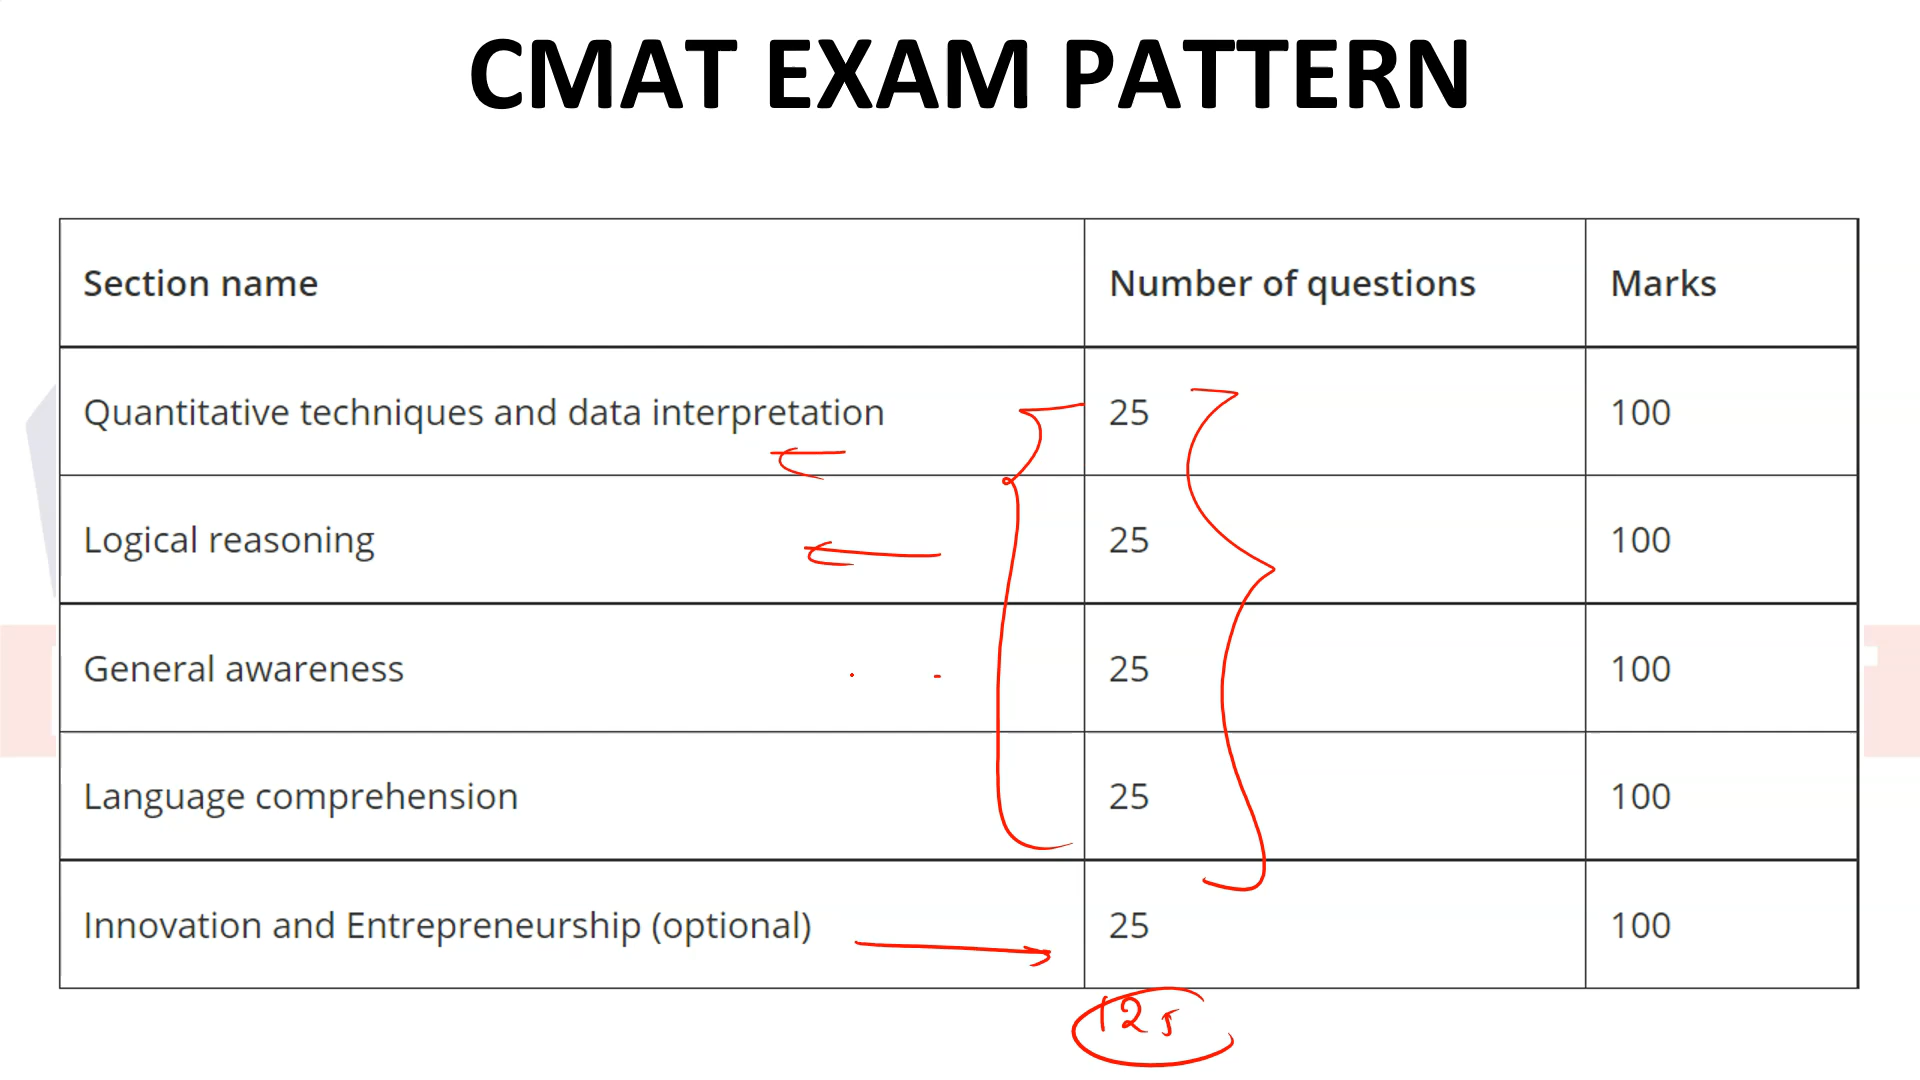 CMAT EXAM PATTERN
Section name Number of questions Marks
Quantitative techniques and data interpretation 25 100
Logical reasoning 25 100
General awareness 25 100
Language comprehension 25 100
Innovation and Entrepreneurship (optional) 25 100
125